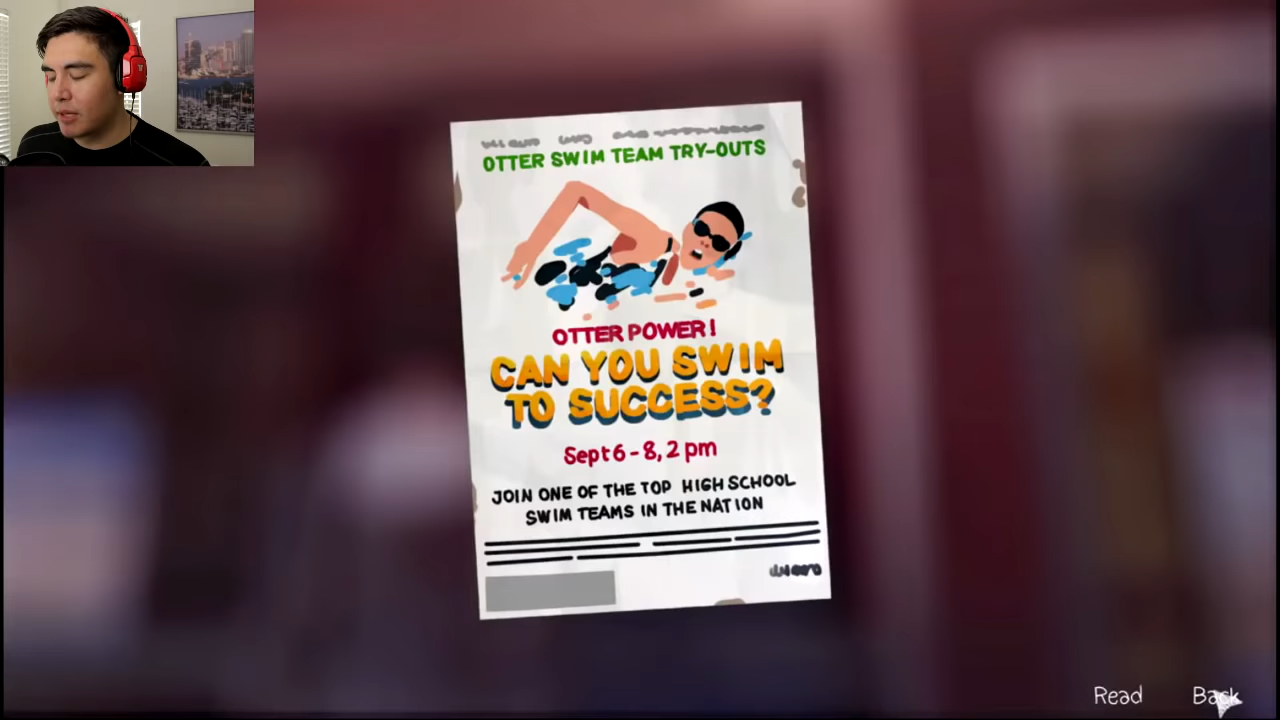 OTTER SWIM TEAM TRY-OUTS
OTTER POWER!
CAN YOU SWIM
TO SUCCESS?
Sept 6 - 8, 2 pm
JOIN ONE OF THE TOP HIGH SCHOOL
SWIM TEAMS IN THE NATION
Read Back